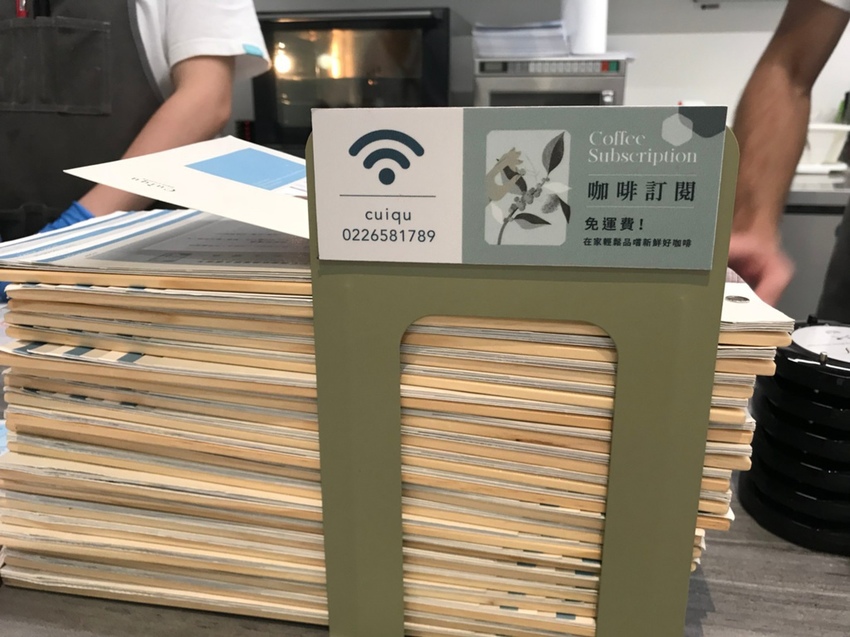 cuiqu
0226581789
Coffee
Subscription
咖啡訂閱
免運費!
在家輕鬆品嚐新鮮好咖啡